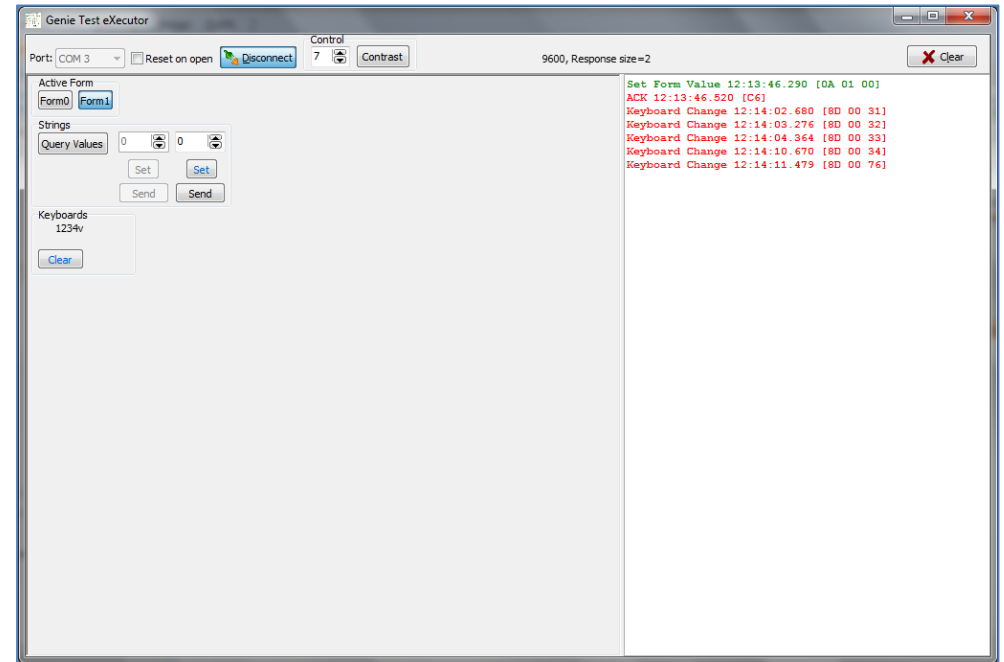 Genie Test eXecutor
Port: COM 3 Reset on open Disconnect Control 7 Contrast 9600, Response size=2 Clear
Active Form
Form0 Form1
Strings
Query Values 0 0
Set Set
Send Send
Keyboards
1234v
Clear
Set Form Value 12:13:46.290 [0A 01 00]
ACK 12:13:46.520 [C6]
Keyboard Change 12:14:02.680 [8D 00 31]
Keyboard Change 12:14:03.276 [8D 00 32]
Keyboard Change 12:14:04.364 [8D 00 33]
Keyboard Change 12:14:10.670 [8D 00 34]
Keyboard Change 12:14:11.479 [8D 00 76]